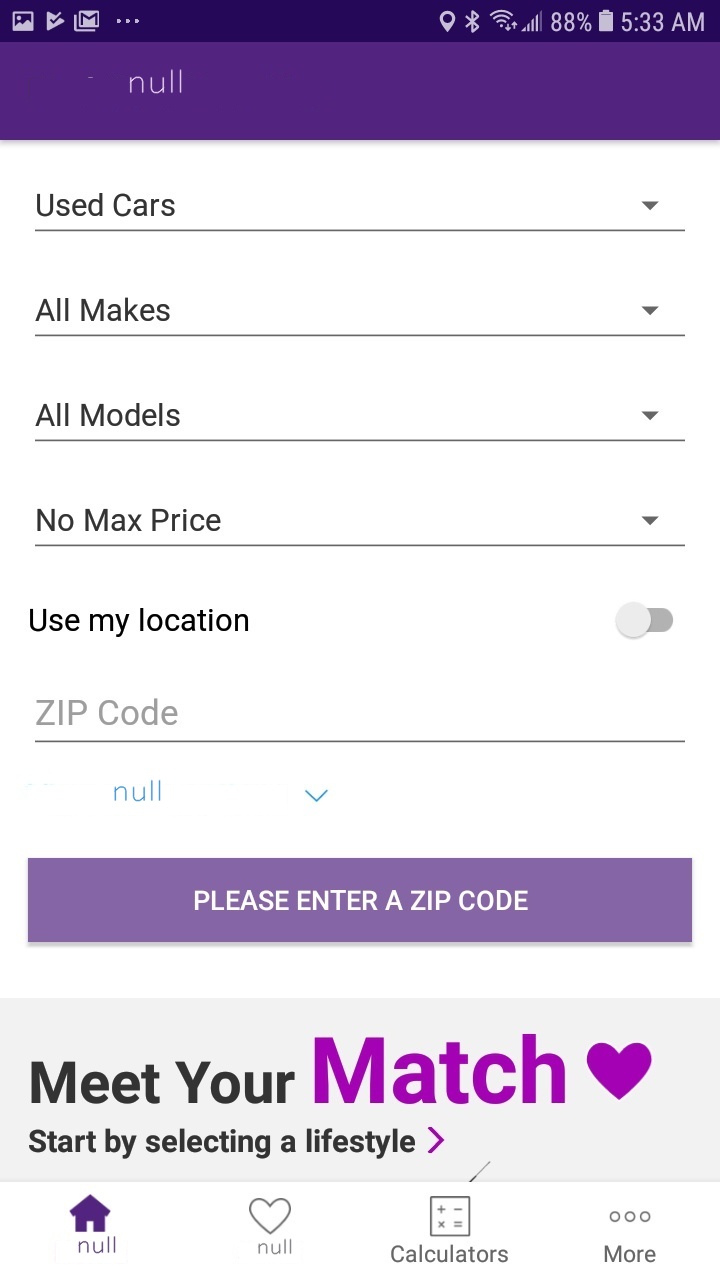 88% 5:33 AM
null
Used Cars
All Makes
All Models
No Max Price
Use my location
ZIP Code
null
PLEASE ENTER A ZIP CODE
Meet Your Match
Start by selecting a lifestyle
null
null
Calculators
More